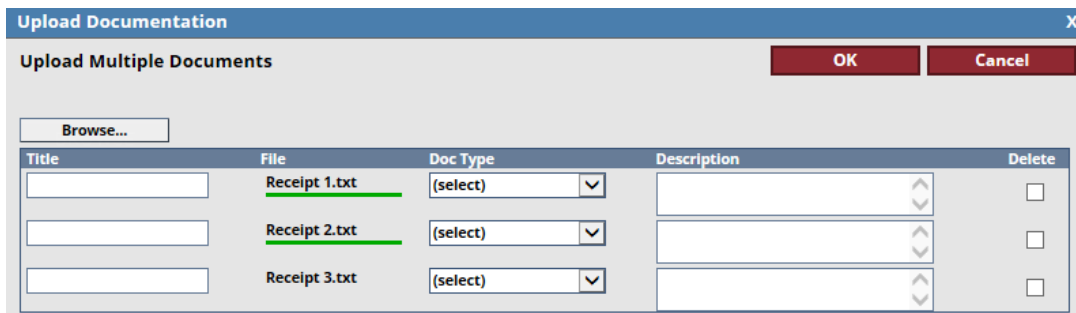 Upload Documentation X
Upload Multiple Documents OK Cancel
Browse...
Title File Doc Type Description Delete
Receipt 1.txt (select)
Receipt 2.txt (select)
Receipt 3.txt (select)